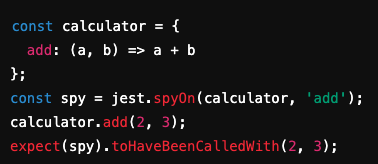 const calculator = {
  add: (a, b) => a + b
};
const spy = jest.spyOn(calculator, 'add');
calculator.add(2, 3);
expect(spy).toHaveBeenCalledWith(2, 3);